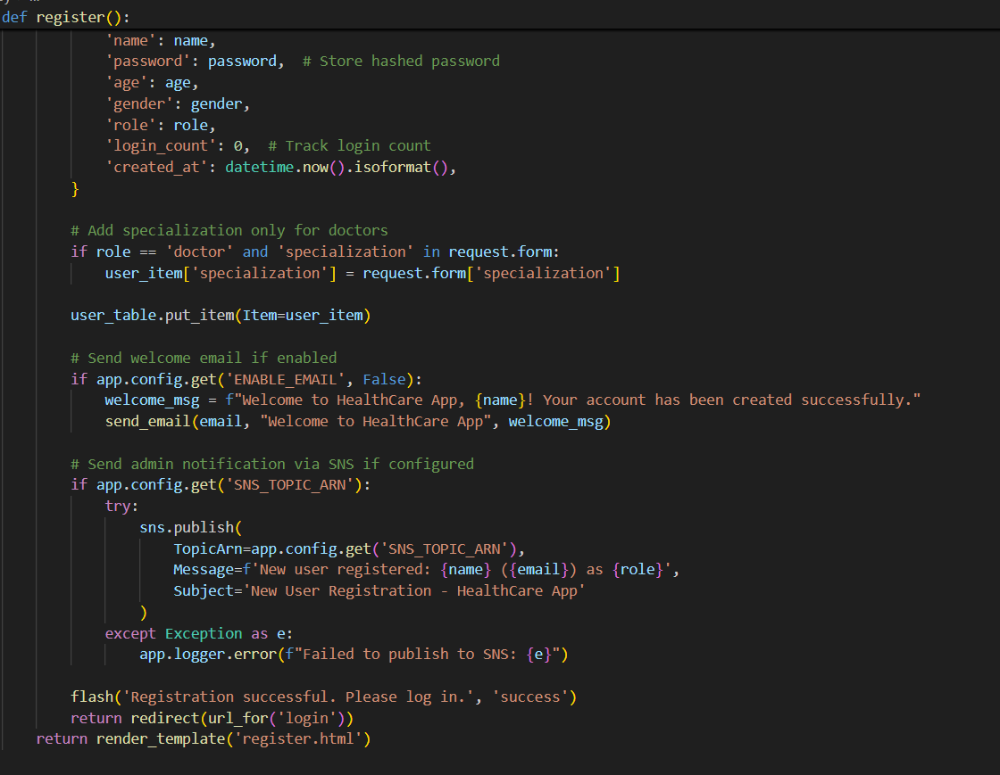 def register():
            'name': name,
            'password': password,  # Store hashed password
            'age': age,
            'gender': gender,
            'role': role,
            'login_count': 0,  # Track login count
            'created_at': datetime.now().isoformat(),
        }

        # Add specialization only for doctors
        if role == 'doctor' and 'specialization' in request.form:
            user_item['specialization'] = request.form['specialization']

        user_table.put_item(Item=user_item)

        # Send welcome email if enabled
        if app.config.get('ENABLE_EMAIL', False):
            welcome_msg = f"Welcome to HealthCare App, {name}! Your account has been created successfully."
            send_email(email, "Welcome to HealthCare App", welcome_msg)

        # Send admin notification via SNS if configured
        if app.config.get('SNS_TOPIC_ARN'):
            try:
                sns.publish(
                    TopicArn=app.config.get('SNS_TOPIC_ARN'),
                    Message=f'New user registered: {name} ({email}) as {role}',
                    Subject='New User Registration - HealthCare App'
                )
            except Exception as e:
                app.logger.error(f"Failed to publish to SNS: {e}")

        flash('Registration successful. Please log in.', 'success')
        return redirect(url_for('login'))
    return render_template('register.html')